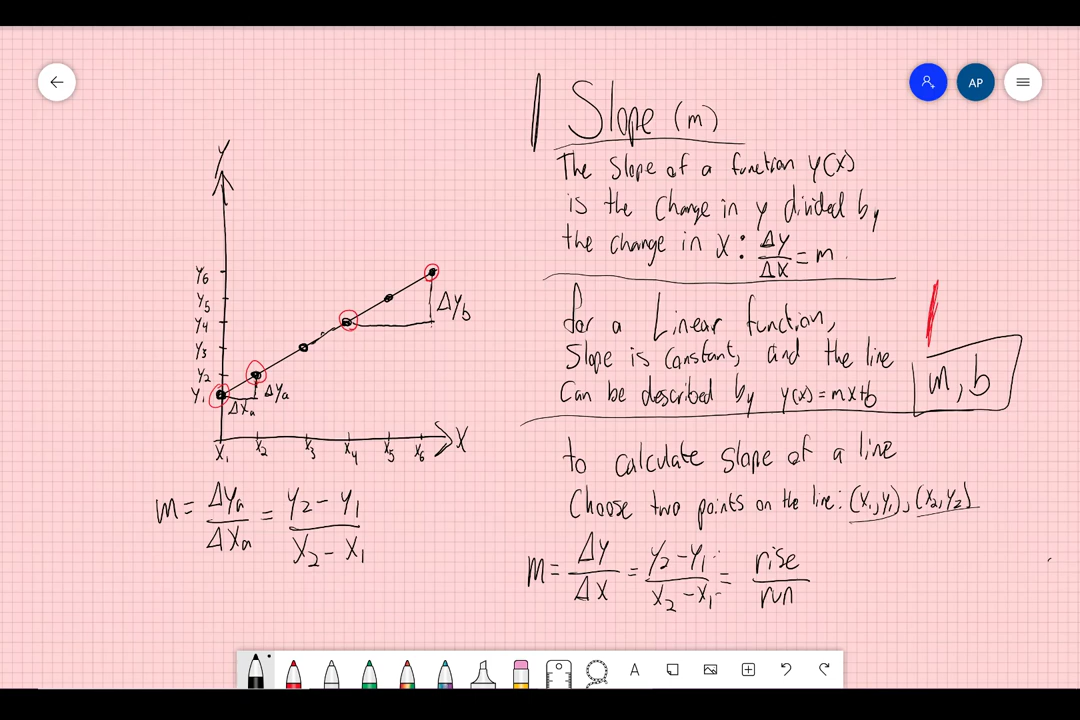 AP
Slope (m)
The Slope of a function y(x)
is the Change in y divided by
the change in X: ΔY/ΔX = m
for a Linear function,
Slope is constant, and the line
Can be described by y(x)=mx+b
m, b
to calculate slope of a line
Choose two points on the line: (X1,Y1), (X2,Y2)
m = ΔY/ΔX = Y2-Y1/X2-X1 = rise/run
Y
Y6
Y5
Y4
Y3
Y2
Y1
ΔYb
ΔYa
ΔXa
X1 X2 X3 X4 X5 X6 X
m = ΔYa/ΔXa = Y2-Y1/X2-X1
A